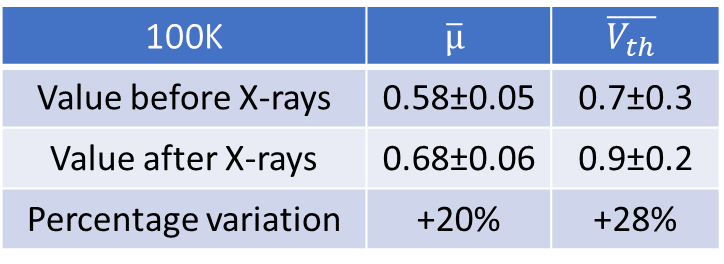 100K μ̅ V̅t̅h̅
Value before X-rays 0.58±0.05 0.7±0.3
Value after X-rays 0.68±0.06 0.9±0.2
Percentage variation +20% +28%